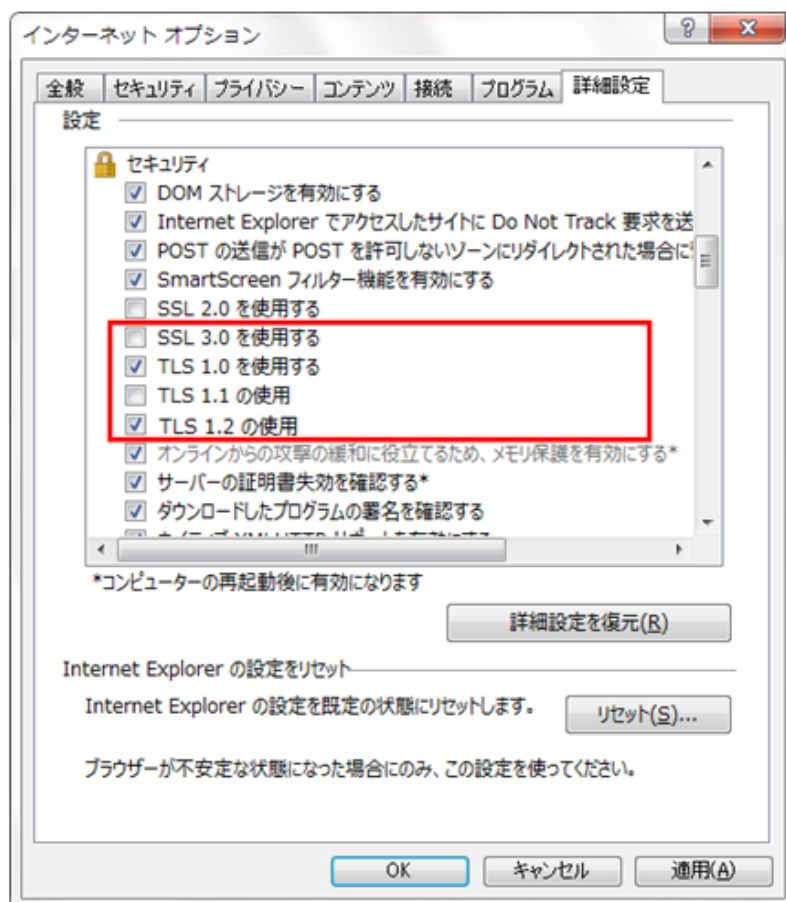 インターネット オプション
全般 セキュリティ プライバシー コンテンツ 接続 プログラム 詳細設定
設定
セキュリティ
DOM ストレージを有効にする
Internet Explorer でアクセスしたサイトに Do Not Track 要求を送
POST の送信が POST を許可しないゾーンにリダイレクトされた場合に
SmartScreen フィルター機能を有効にする
SSL 2.0 を使用する
SSL 3.0 を使用する
TLS 1.0 を使用する
TLS 1.1 の使用
TLS 1.2 の使用
オンラインからの攻撃の緩和に役立てるため、メモリ保護を有効にする*
サーバーの証明書失効を確認する*
ダウンロードしたプログラムの署名を確認する
*コンピューターの再起動後に有効になります
詳細設定を復元(R)
Internet Explorer の設定をリセット
Internet Explorer の設定を既定の状態にリセットします。
リセット(S)...
ブラウザーが不安定な状態になった場合にのみ、この設定を使ってください。
OK キャンセル 適用(A)